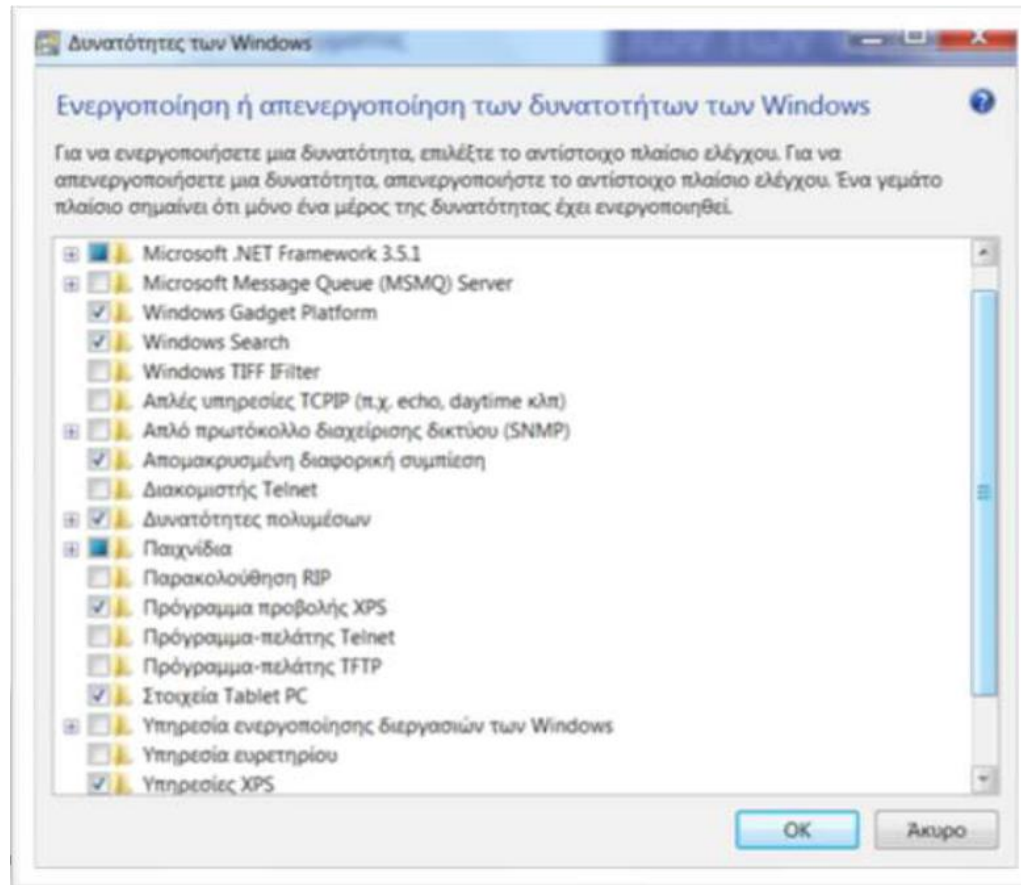 Δυνατότητες των Windows
Ενεργοποίηση ή απενεργοποίηση των δυνατοτήτων των Windows
Για να ενεργοποιήσετε μια δυνατότητα, επιλέξτε το αντίστοιχο πλαίσιο ελέγχου. Για να
απενεργοποιήσετε μια δυνατότητα, απενεργοποιήστε το αντίστοιχο πλαίσιο ελέγχου. Ένα γεμάτο
πλαίσιο σημαίνει ότι μόνο ένα μέρος της δυνατότητας έχει ενεργοποιηθεί.
Microsoft .NET Framework 3.5.1
Microsoft Message Queue (MSMQ) Server
Windows Gadget Platform
Windows Search
Windows TIFF IFilter
Απλές υπηρεσίες TCPIP (π.χ. echo, daytime κλπ)
Απλό πρωτόκολλο διαχείρισης δικτύου (SNMP)
Απομακρυσμένη διαφορική συμπίεση
Διακομιστής Telnet
Δυνατότητες πολυμέσων
Παιχνίδια
Παρακολούθηση RIP
Πρόγραμμα προβολής XPS
Πρόγραμμα-πελάτης Telnet
Πρόγραμμα-πελάτης TFTP
Στοιχεία Tablet PC
Υπηρεσία ενεργοποίησης διεργασιών των Windows
Υπηρεσία ευρετηρίου
Υπηρεσίες XPS
OK Άκυρο